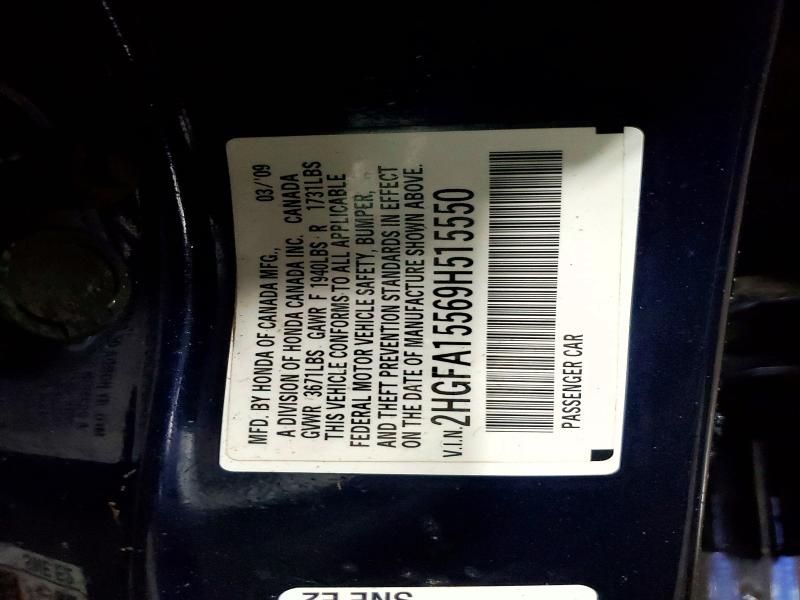 MFD. BY HONDA OF CANADA MFG., 03/'09
A DIVISION OF HONDA CANADA INC. CANADA
GVWR 3671LBS GAWR F 1940LBS R 1731LBS
THIS VEHICLE CONFORMS TO ALL APPLICABLE
FEDERAL MOTOR VEHICLE SAFETY, BUMPER,
AND THEFT PREVENTION STANDARDS IN EFFECT
ON THE DATE OF MANUFACTURE SHOWN ABOVE.
V.I.N. 2HGFA15569H515550
PASSENGER CAR